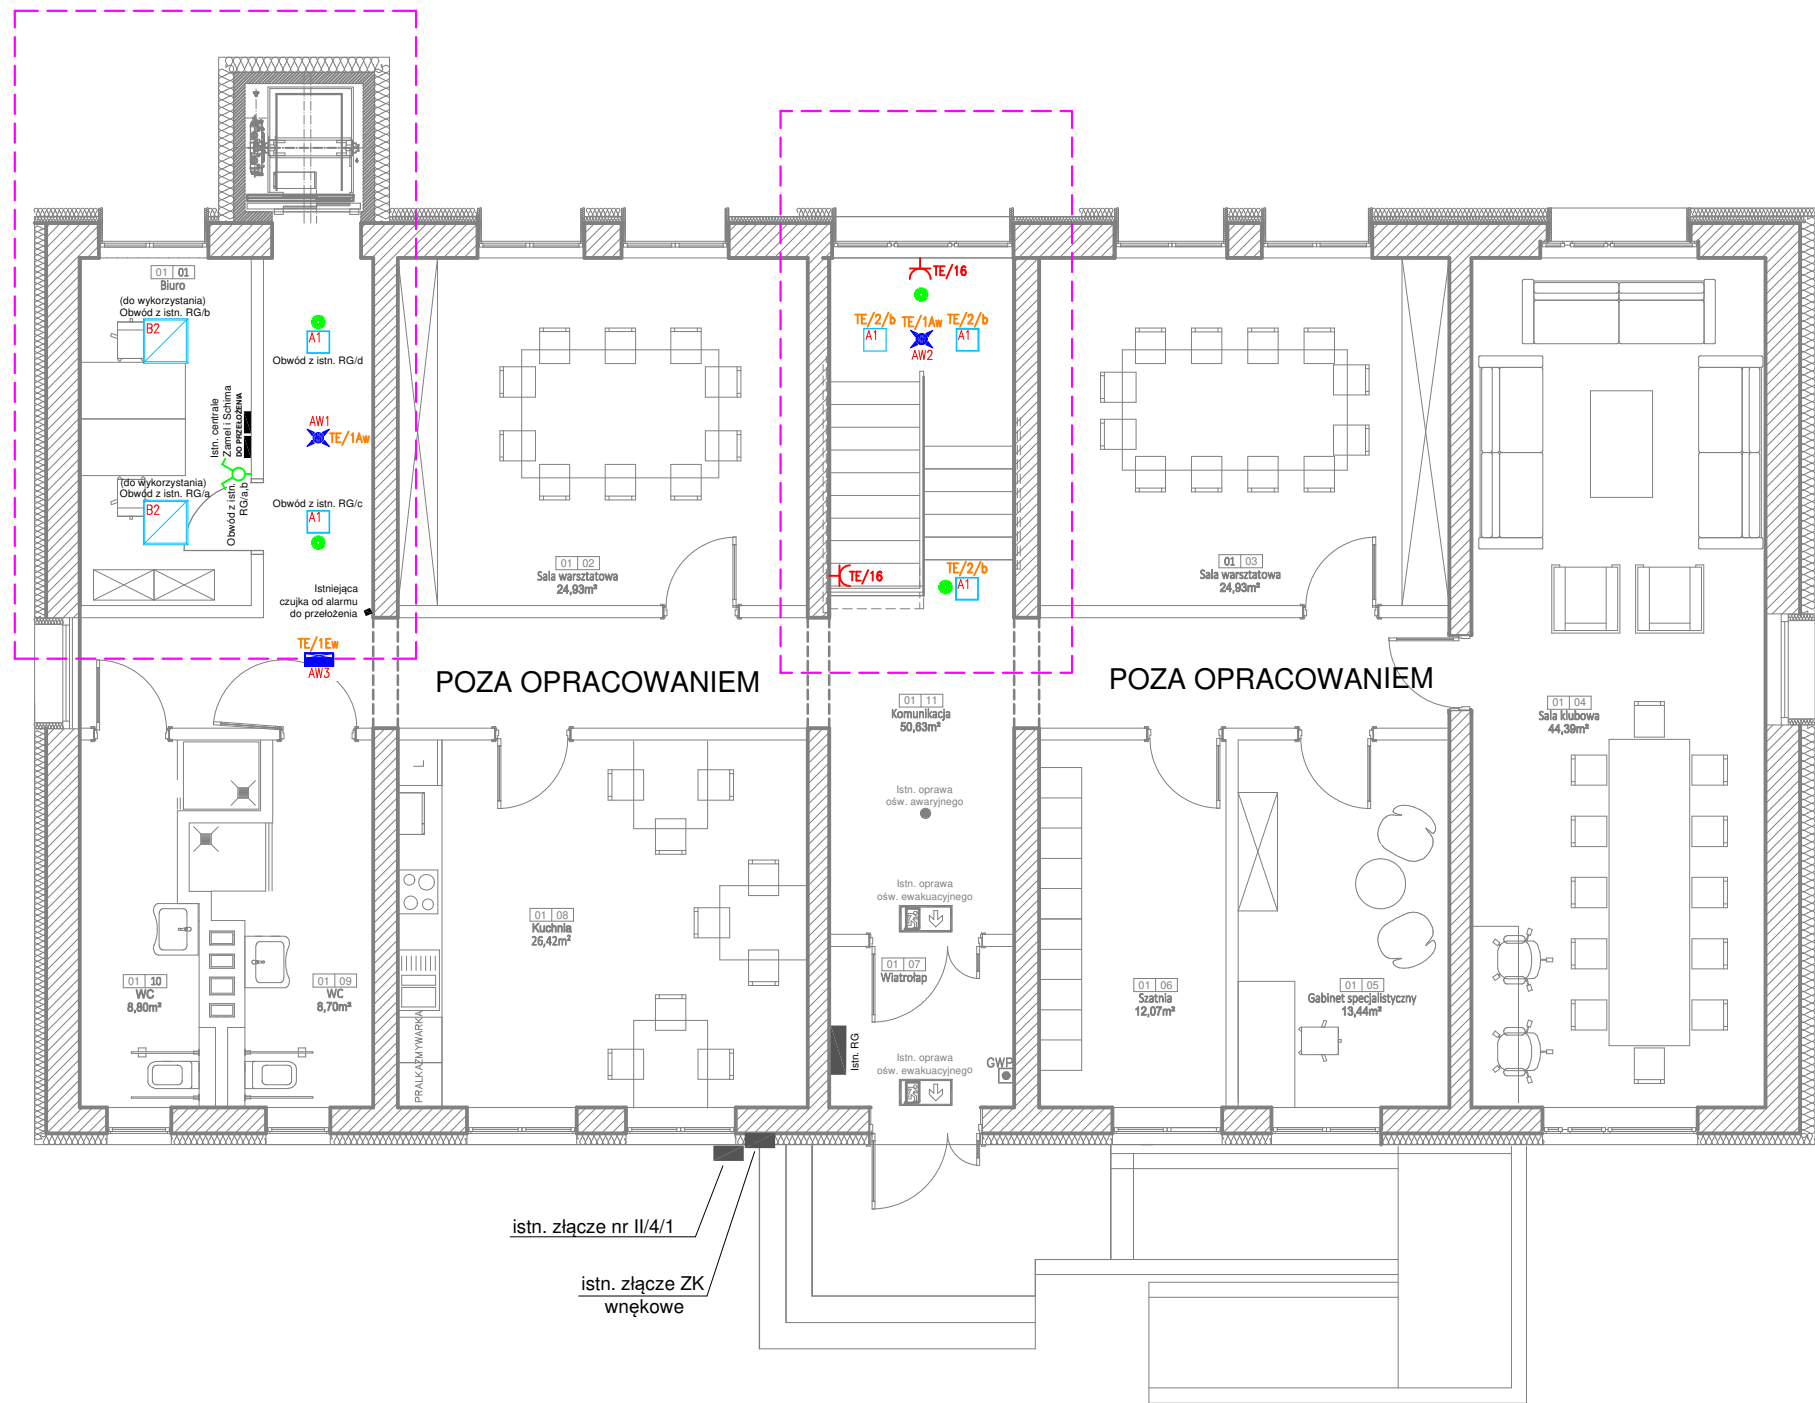 01 01
Biuro
(do wykorzystania)
Obwód z istn. RG/b
B2
A1
Obwód z istn. RG/d
Istn. centrale
Zamel i Schima
DO PRZEŁOŻENIA
AW1
TE/1Aw
(do wykorzystania)
Obwód z istn. RG/a
B2
Obwód z istn.
RG/a,b
Obwód z istn. RG/c
A1
Istniejąca
czujka od alarmu
do przełożenia
TE/1Ew
AW3
01 02
Sala warsztatowa
24,93m²
TE/16
TE/2/b
TE/1Aw
TE/2/b
A1
AW2
A1
TE/16
TE/2/b
A1
01 03
Sala warsztatowa
24,93m²
POZA OPRACOWANIEM
POZA OPRACOWANIEM
01 11
Komunikacja
50,63m²
01 04
Sala klubowa
44,39m²
L
Istn. oprawa
ośw. awaryjnego
Istn. oprawa
ośw. ewakuacyjnego
01 08
Kuchnia
26,42m²
01 07
Wiatrołap
01 10
WC
8,80m²
01 09
WC
8,70m²
01 06
Szatnia
12,07m²
01 05
Gabinet specjalistyczny
13,44m²
ZMYWARKA
PRALKA
Istn. RG
Istn. oprawa
ośw. ewakuacyjnego
GWP
istn. złącze nr II/4/1
istn. złącze ZK
wnękowe